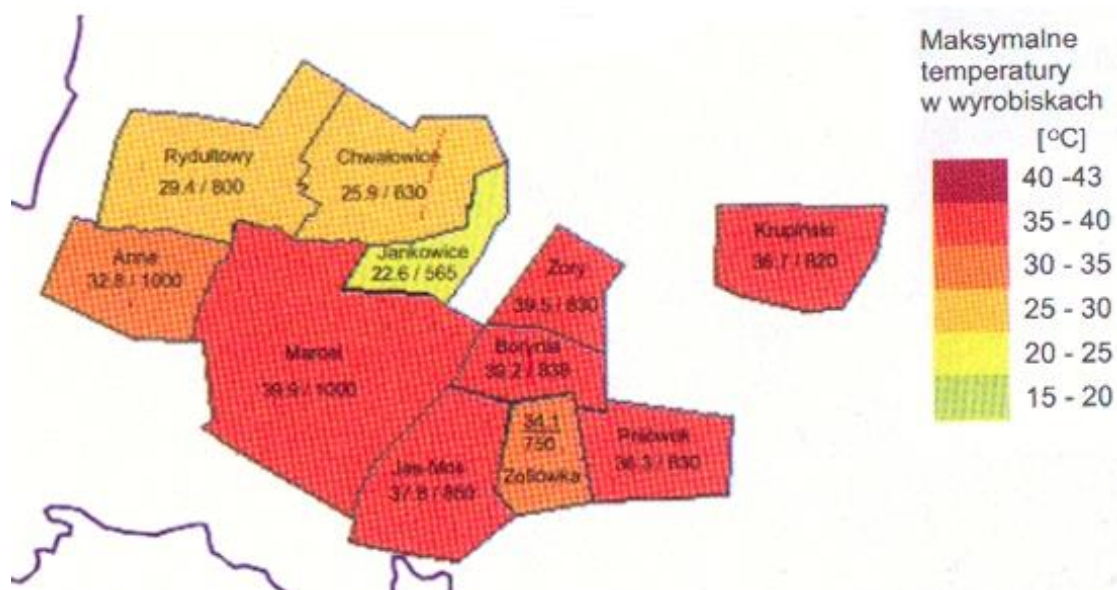 Maksymalne
temperatury
w wyrobiskach
[°C]
40 -43
35 - 40
30 - 35
25 - 30
20 - 25
15 - 20
Rydułtowy
29.4 / 800
Chwałowice
25.9 / 630
Jankowice
22.6 / 565
Anna
32.8 / 1000
Marcel
39.9 / 1000
Żory
39.5 / 830
Borynia
39.2 / 838
Krupiński
36.7 / 820
34.1
750
Zofiówka
Jas-Mos
37.8 / 850
Pniówek
36.3 / 830